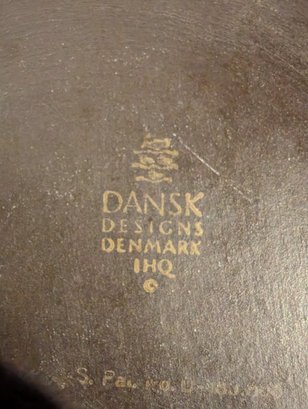 DANSK
DESIGNS
DENMARK
IHQ
©
S. Pat. no. D-